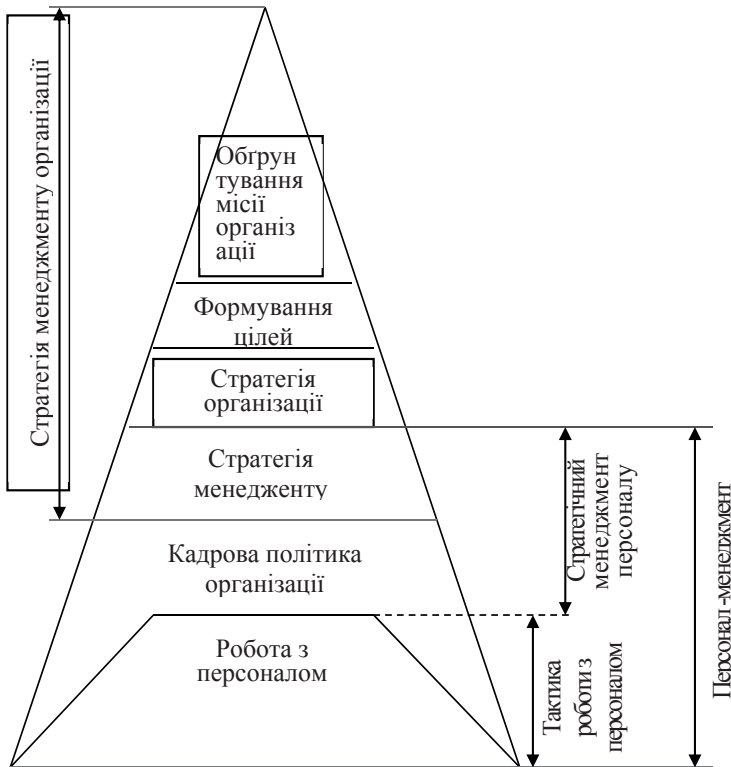 Стратегія менеджменту організації
Обґрун
тування
місії
організ
ації
Формування
цілей
Стратегія
організації
Стратегія
менедженту
Кадрова політика
організації
Робота з
персоналом
Стратегічний
менеджмент
персоналу
Тактика
роботи з
персоналом
Персонал -менеджмент